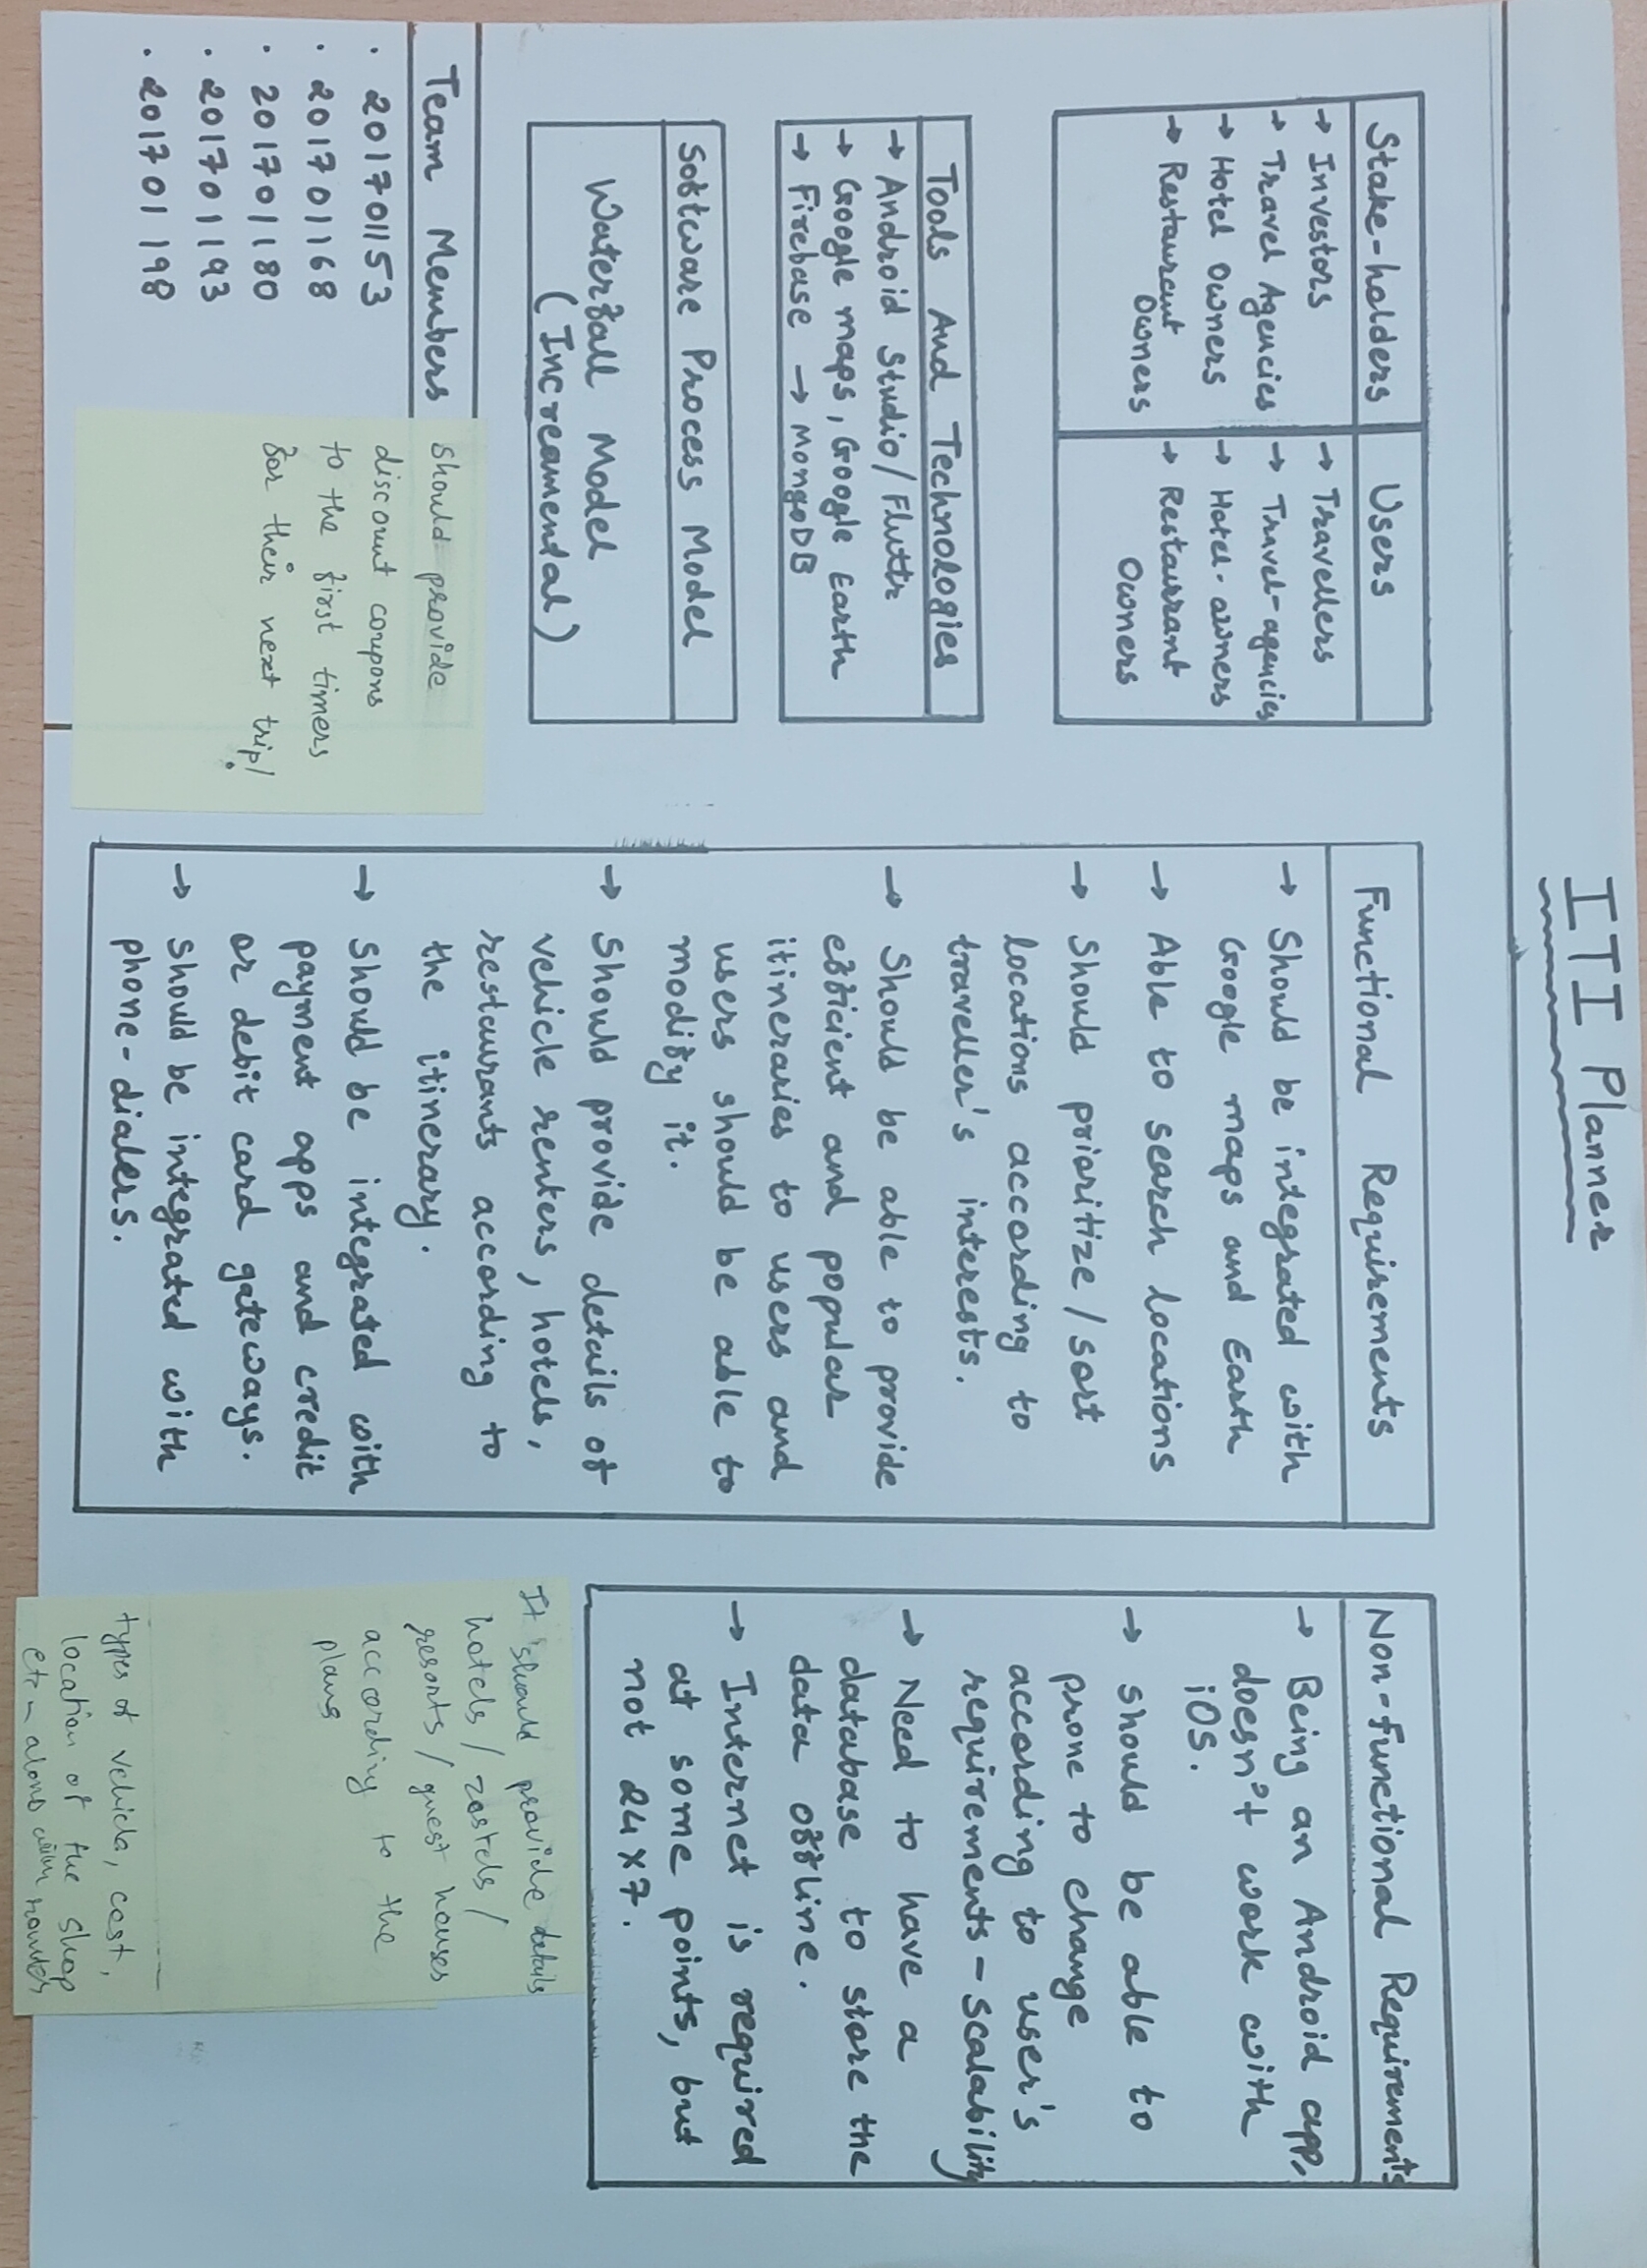 ITI Planner
Stake-holders
→ Investors
→ Travel Agencies
→ Hotel Owners
→ Restaurant
Owners
Users
→ Travellers
→ Travel-agencies
→ Hotel-owners
→ Restaurrant
Owners
Tools And Technologies
→ Android Studio/Fluttr
→ Google maps, Google Earth
→ Firebase → MongoDB
Software Process Model
Waterfall Model
(Increamental)
Team Members
. 201701153
. 201701168
. 201701180
. 201701193
. 201701198
should provide
discount coupons
to the first timers
for their next trip!
Functional Requirements
→ Should be integrated with
Google maps and Earth
→ Able to search locations
→ Should prioritize/sort
locations according to
traveller's interests.
→ Should be able to provide
efficient and popular
itineraries to users and
users should be able to
modify it.
→ Should provide details of
vehicle renters, hotels,
restaurants according to
the itinerary.
→ Should be integrated with
payment apps and credit
or debit card gateways.
→ Should be integrated with
phone-dialers.
Non-Functional Requirements
→ Being an Android app,
doesn't work with
iOS.
→ should be able to
prone to change
according to user's
requirements - scalability
→ Need to have a
database to store the
data offline.
→ Internet is required
at some points, but
not 24x7.
It should provide details
hotels / zostels /
resorts / guest houses
according to the
plans
types of vehicle, cost,
location of the shop
etc - along with routes